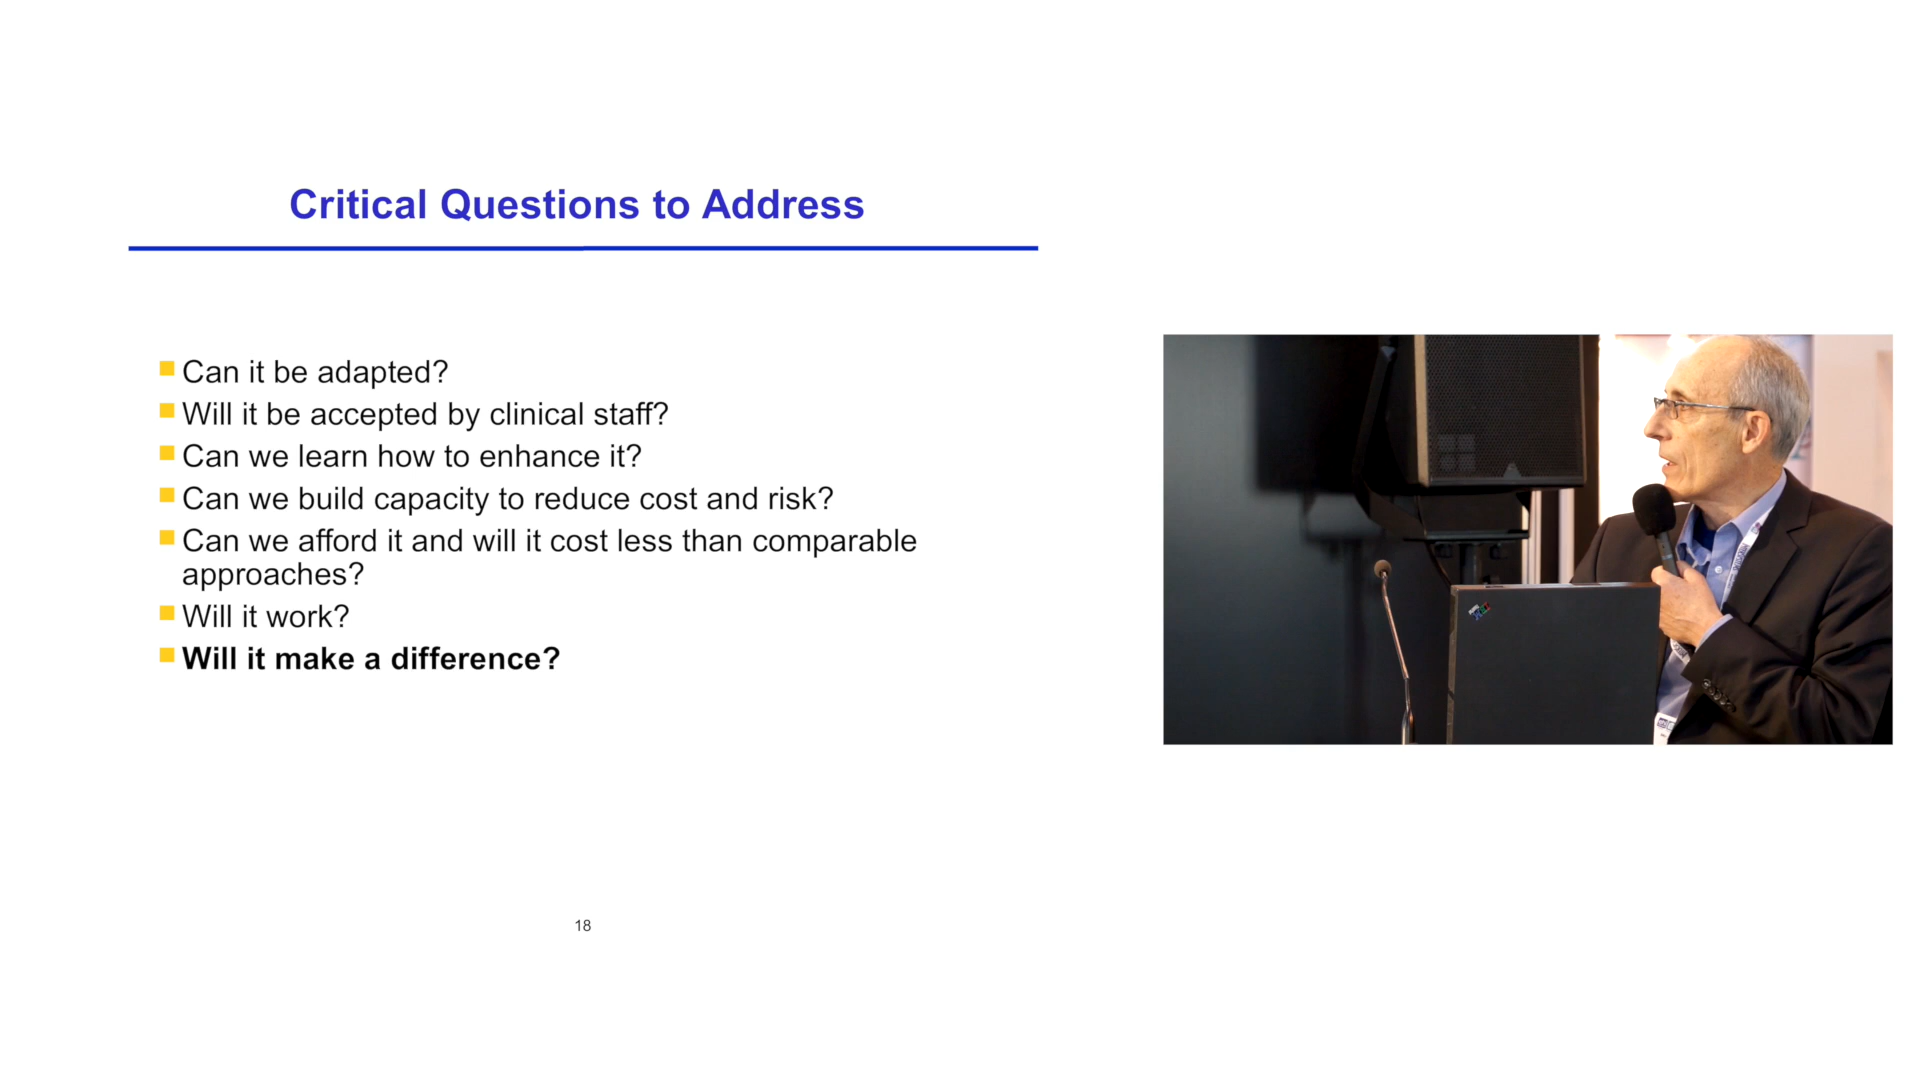 Critical Questions to Address
Can it be adapted?
Will it be accepted by clinical staff?
Can we learn how to enhance it?
Can we build capacity to reduce cost and risk?
Can we afford it and will it cost less than comparable
approaches?
Will it work?
Will it make a difference?
18